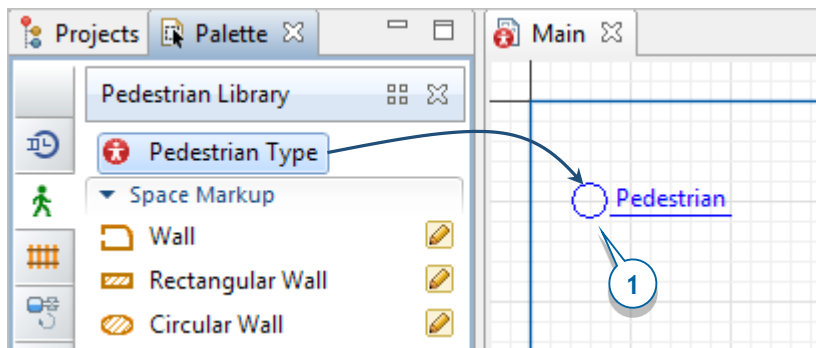 Projects Palette Main
Pedestrian Library
Pedestrian Type
Space Markup
Pedestrian
Wall
Rectangular Wall
1
Circular Wall